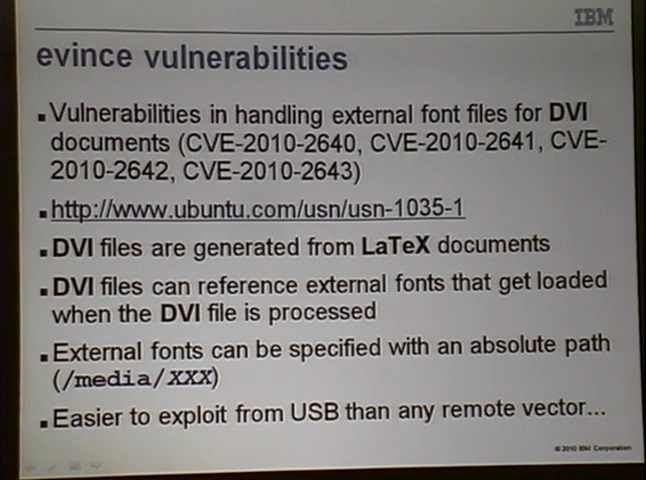 IBM
evince vulnerabilities
Vulnerabilities in handling external font files for DVI
documents (CVE-2010-2640, CVE-2010-2641, CVE-
2010-2642, CVE-2010-2643)
http://www.ubuntu.com/usn/usn-1035-1
DVI files are generated from LaTeX documents
DVI files can reference external fonts that get loaded
when the DVI file is processed
External fonts can be specified with an absolute path
(/media/XXX)
Easier to exploit from USB than any remote vector...
© 2010 IBM Corporation